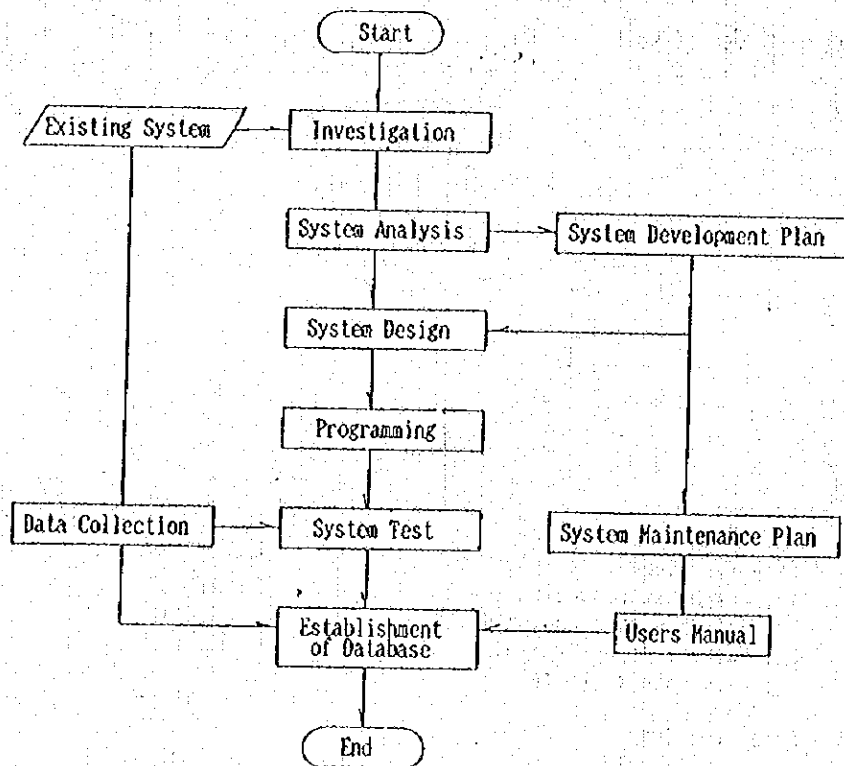 Start
Existing System
Investigation
System Analysis
System Development Plan
System Design
Programming
Data Collection
System Test
System Maintenance Plan
Establishment
of Database
Users Manual
End